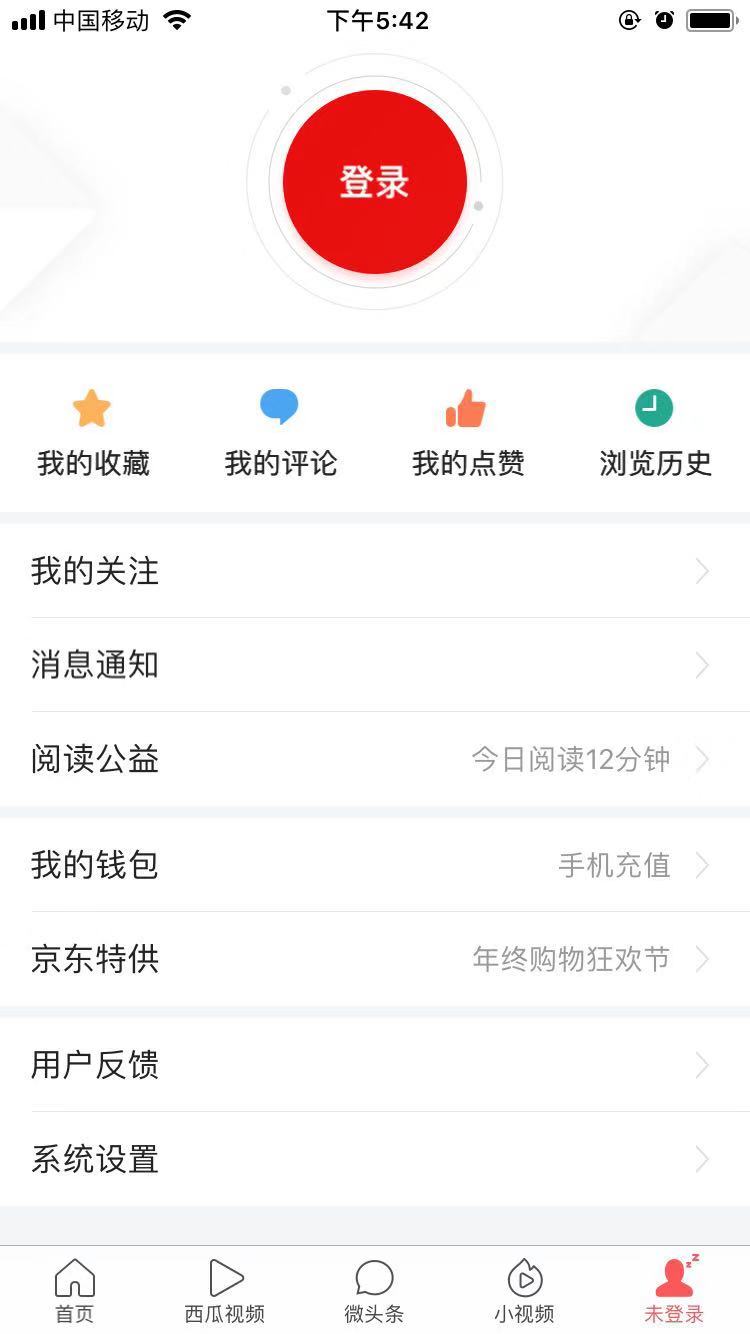 中国移动 下午5:42
登录
我的收藏 我的评论 我的点赞 浏览历史
我的关注
消息通知
阅读公益 今日阅读12分钟
我的钱包 手机充值
京东特供 年终购物狂欢节
用户反馈
系统设置
首页 西瓜视频 微头条 小视频 未登录